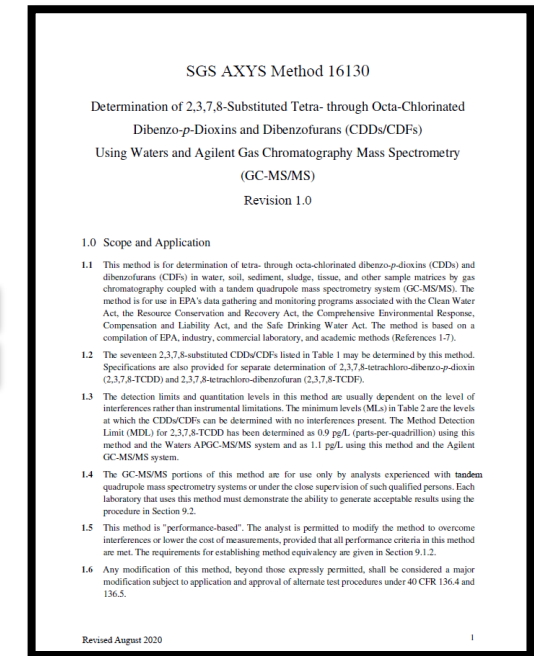 SGS AXYS Method 16130
Determination of 2,3,7,8-Substituted Tetra- through Octa-Chlorinated
Dibenzo-p-Dioxins and Dibenzofurans (CDDs/CDFs)
Using Waters and Agilent Gas Chromatography Mass Spectrometry
(GC-MS/MS)
Revision 1.0
1.0 Scope and Application
1.1 This method is for determination of tetra- through octa-chlorinated dibenzo-p-dioxins (CDDs) and
dibenzofurans (CDFs) in water, soil, sediment, sludge, tissue, and other sample matrices by gas
chromatography coupled with a tandem quadrupole mass spectrometry system (GC-MS/MS). The
method is for use in EPA's data gathering and monitoring programs associated with the Clean Water
Act, the Resource Conservation and Recovery Act, the Comprehensive Environmental Response,
Compensation and Liability Act, and the Safe Drinking Water Act. The method is based on a
compilation of EPA, industry, commercial laboratory, and academic methods (References 1-7).
1.2 The seventeen 2,3,7,8-substituted CDDs/CDFs listed in Table 1 may be determined by this method.
Specifications are also provided for separate determination of 2,3,7,8-tetrachloro-dibenzo-p-dioxin
(2,3,7,8-TCDD) and 2,3,7,8-tetrachloro-dibenzofuran (2,3,7,8-TCDF).
1.3 The detection limits and quantitation levels in this method are usually dependent on the level of
interferences rather than instrumental limitations. The minimum levels (MLs) in Table 2 are the levels
at which the CDDs/CDFs can be determined with no interferences present. The Method Detection
Limit (MDL) for 2,3,7,8-TCDD has been determined as 0.9 pg/L (parts-per-quadrillion) using this
method and the Waters APGC-MS/MS system and as 1.1 pg/L using this method and the Agilent
GC-MS/MS system.
1.4 The GC-MS/MS portions of this method are for use only by analysts experienced with tandem
quadrupole mass spectrometry systems or under the close supervision of such qualified persons. Each
laboratory that uses this method must demonstrate the ability to generate acceptable results using the
procedure in Section 9.2.
1.5 This method is "performance-based". The analyst is permitted to modify the method to overcome
interferences or lower the cost of measurements, provided that all performance criteria in this method
are met. The requirements for establishing method equivalency are given in Section 9.1.2.
1.6 Any modification of this method, beyond those expressly permitted, shall be considered a major
modification subject to application and approval of alternate test procedures under 40 CFR 136.4 and
136.5.
Revised August 2020 1